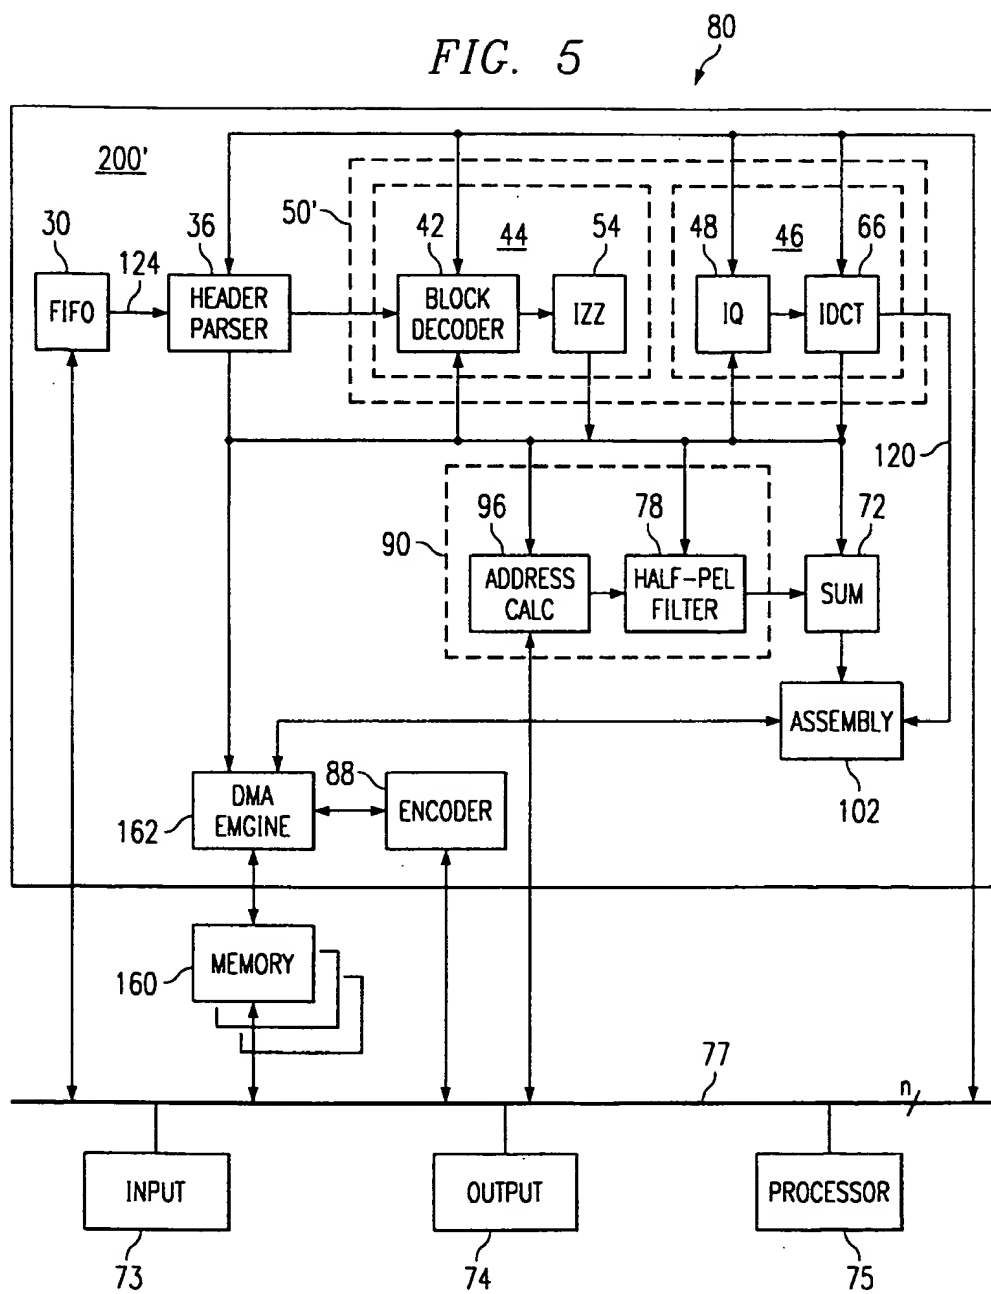 FIG. 5
80
200'
50'
30
124
36
42
44
54
48
46
66
FIFO
HEADER
PARSER
BLOCK
DECODER
IZZ
IQ
IDCT
120
90
96
78
72
ADDRESS
CALC
HALF-PEL
FILTER
SUM
ASSEMBLY
102
88
DMA
EMGINE
162
ENCODER
MEMORY
160
77
n
INPUT
OUTPUT
PROCESSOR
73
74
75